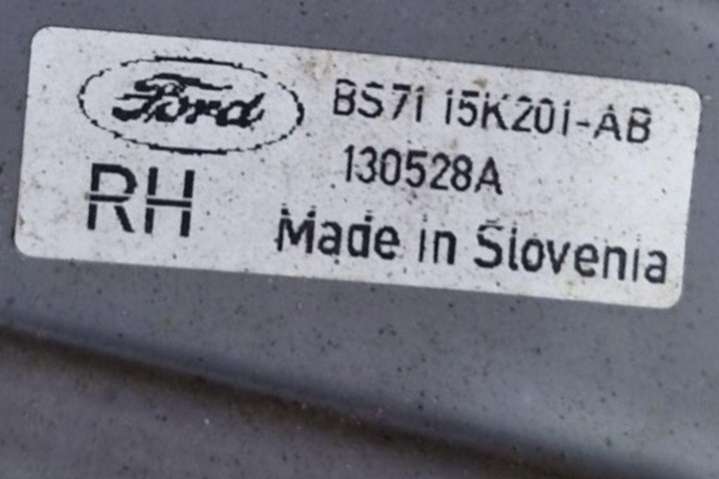 Ford BS71 15K201-AB
130528A
RH
Made in Slovenia